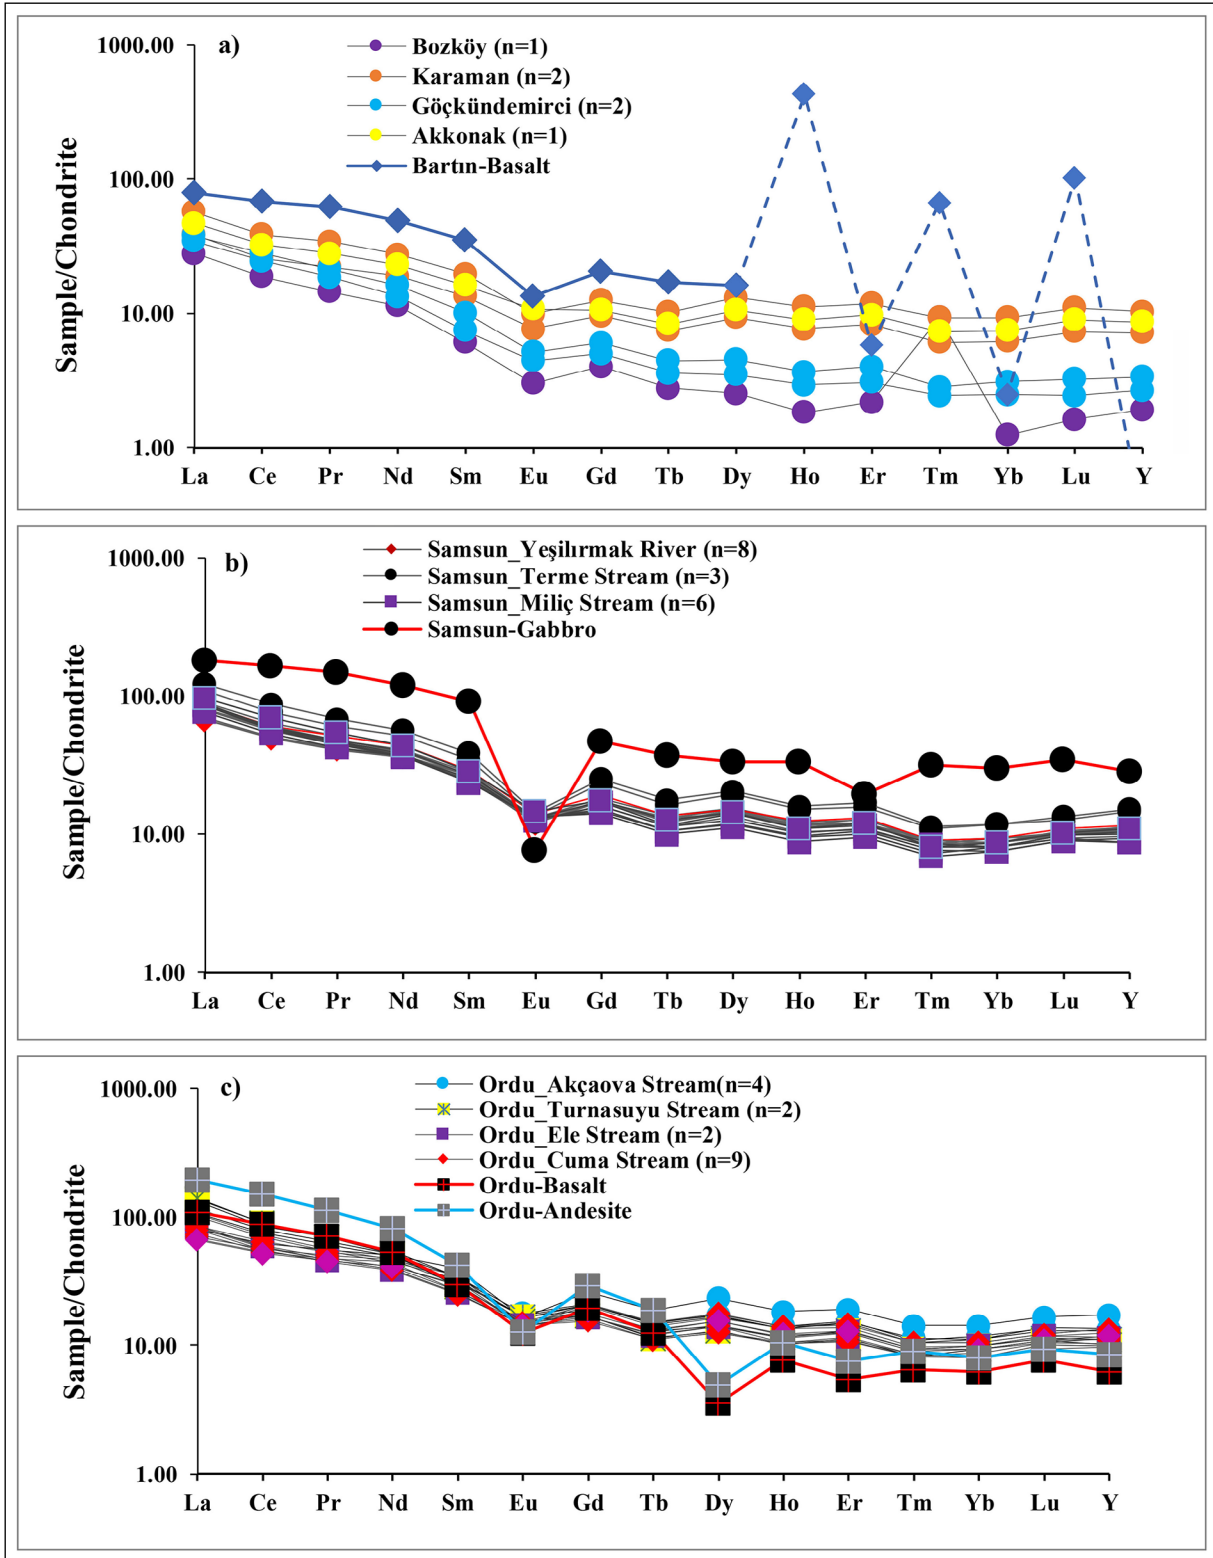 a)
Bozköy (n=1)
Karaman (n=2)
Göçkündemirci (n=2)
Akkonak (n=1)
Bartın-Basalt
Sample/Chondrite
1000.00
100.00
10.00
1.00
La Ce Pr Nd Sm Eu Gd Tb Dy Ho Er Tm Yb Lu Y
b)
Samsun_Yeşilırmak River (n=8)
Samsun_Terme Stream (n=3)
Samsun_Miliç Stream (n=6)
Samsun-Gabbro
Sample/Chondrite
1000.00
100.00
10.00
1.00
La Ce Pr Nd Sm Eu Gd Tb Dy Ho Er Tm Yb Lu Y
c)
Ordu_Akçaova Stream(n=4)
Ordu_Turnasuyu Stream (n=2)
Ordu_Ele Stream (n=2)
Ordu_Cuma Stream (n=9)
Ordu-Basalt
Ordu-Andesite
Sample/Chondrite
1000.00
100.00
10.00
1.00
La Ce Pr Nd Sm Eu Gd Tb Dy Ho Er Tm Yb Lu Y